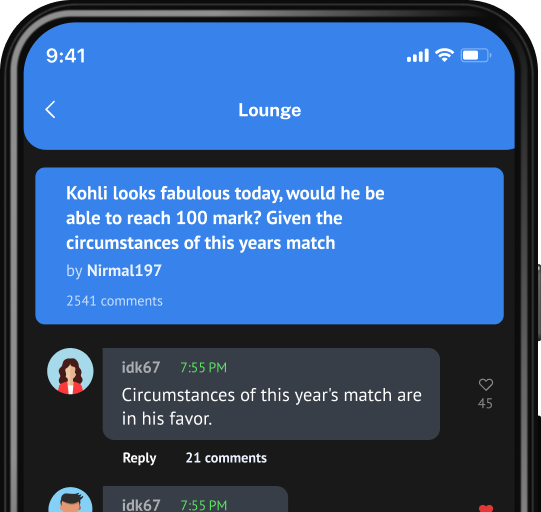 9:41
Lounge
Kohli looks fabulous today, would he be
able to reach 100 mark? Given the
circumstances of this years match
by Nirmal197
2541 comments
idk67 7:55 PM
Circumstances of this year's match are
in his favor.
45
Reply 21 comments
idk67 7:55 PM